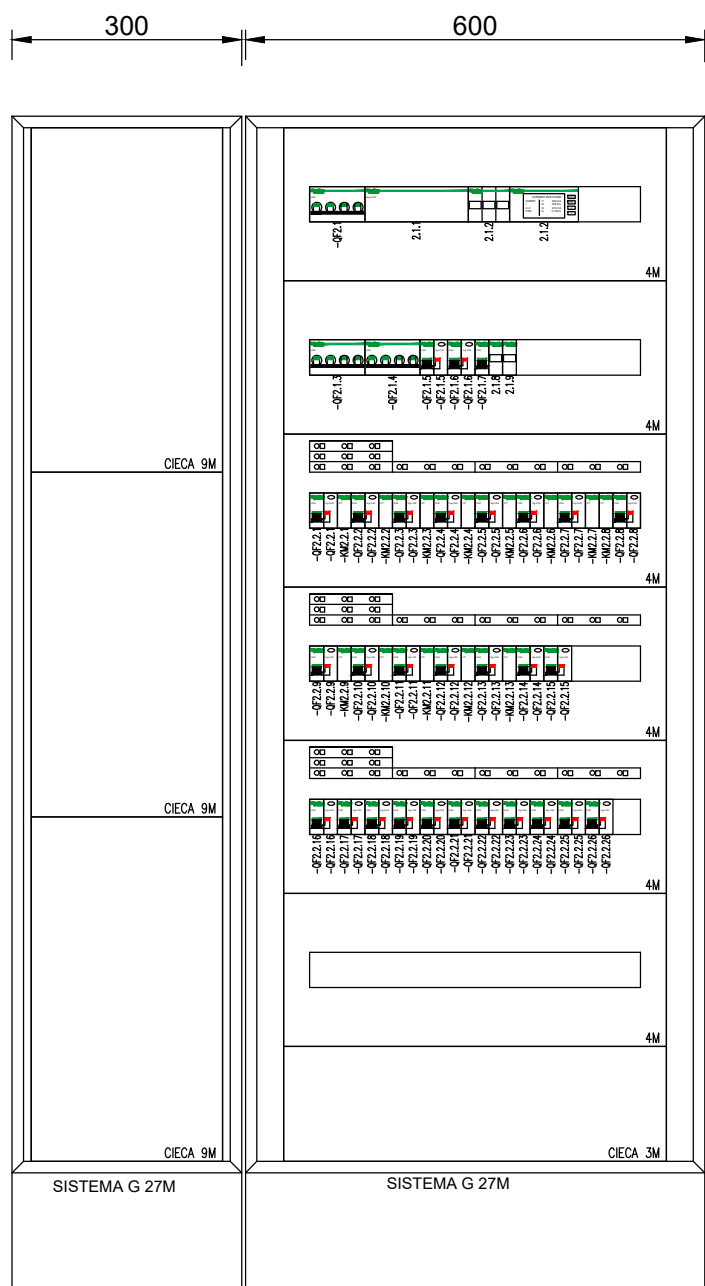 300
600
-QF2.1
2.1.1
2.1.2
2.1.2
4M
-QF2.1.3
-QF2.1.4
-QF2.1.5
-QF2.1.5
-QF2.1.6
-QF2.1.6
-QF2.1.7
2.1.8
2.1.9
4M
CIECA 9M
-QF2.2.1
-QF2.2.1
-KM2.2.1
-QF2.2.2
-QF2.2.2
-KM2.2.2
-QF2.2.3
-QF2.2.3
-KM2.2.3
-QF2.2.4
-QF2.2.4
-KM2.2.4
-QF2.2.5
-QF2.2.5
-KM2.2.5
-QF2.2.6
-QF2.2.6
-KM2.2.6
-QF2.2.7
-QF2.2.7
-KM2.2.7
-KM2.2.8
-QF2.2.8
-QF2.2.8
4M
-QF2.2.9
-QF2.2.9
-KM2.2.9
-QF2.2.10
-QF2.2.10
-KM2.2.10
-QF2.2.11
-QF2.2.11
-KM2.2.11
-QF2.2.12
-QF2.2.12
-KM2.2.12
-QF2.2.13
-QF2.2.13
-KM2.2.13
-QF2.2.14
-QF2.2.14
-QF2.2.15
-QF2.2.15
4M
CIECA 9M
-QF2.2.16
-QF2.2.16
-QF2.2.17
-QF2.2.17
-QF2.2.18
-QF2.2.18
-QF2.2.19
-QF2.2.19
-QF2.2.20
-QF2.2.20
-QF2.2.21
-QF2.2.21
-QF2.2.22
-QF2.2.22
-QF2.2.23
-QF2.2.23
-QF2.2.24
-QF2.2.24
-QF2.2.25
-QF2.2.25
-QF2.2.26
-QF2.2.26
4M
4M
CIECA 9M
CIECA 3M
SISTEMA G 27M
SISTEMA G 27M